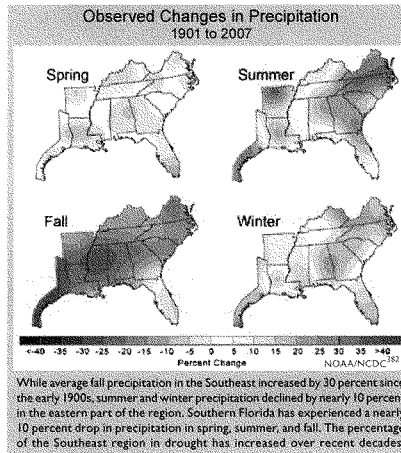 Observed Changes in Precipitation
1901 to 2007
Spring
Summer
Fall
Winter
<-40 -35 -30 -25 -20 -15 -10 -5 0 5 10 15 20 25 30 35 >40
Percent Change
NOAA/NCDC382
While average fall precipitation in the Southeast increased by 30 percent since
the early 1900s, summer and winter precipitation declined by nearly 10 percent
in the eastern part of the region. Southern Florida has experienced a nearly
10 percent drop in precipitation in spring, summer, and fall. The percentage
of the Southeast region in drought has increased over recent decades.